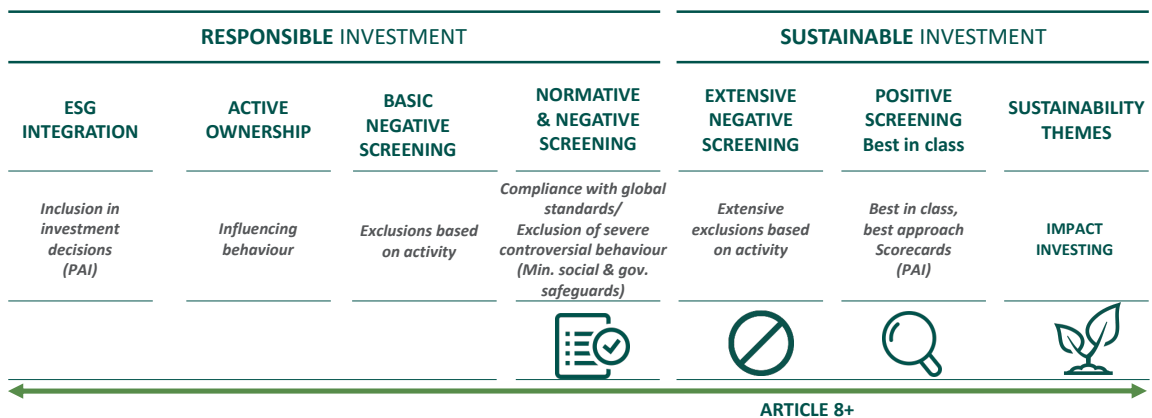 RESPONSIBLE INVESTMENT
SUSTAINABLE INVESTMENT
ESG
INTEGRATION
ACTIVE
OWNERSHIP
BASIC
NEGATIVE
SCREENING
NORMATIVE
& NEGATIVE
SCREENING
EXTENSIVE
NEGATIVE
SCREENING
POSITIVE
SCREENING
Best in class
SUSTAINABILITY
THEMES
Inclusion in
investment
decisions
(PAI)
Influencing
behaviour
Exclusions based
on activity
Compliance with global
standards/
Exclusion of severe
controversial behaviour
(Min. social & gov.
safeguards)
Extensive
exclusions based
on activity
Best in class,
best approach
Scorecards
(PAI)
IMPACT
INVESTING
ARTICLE 8+